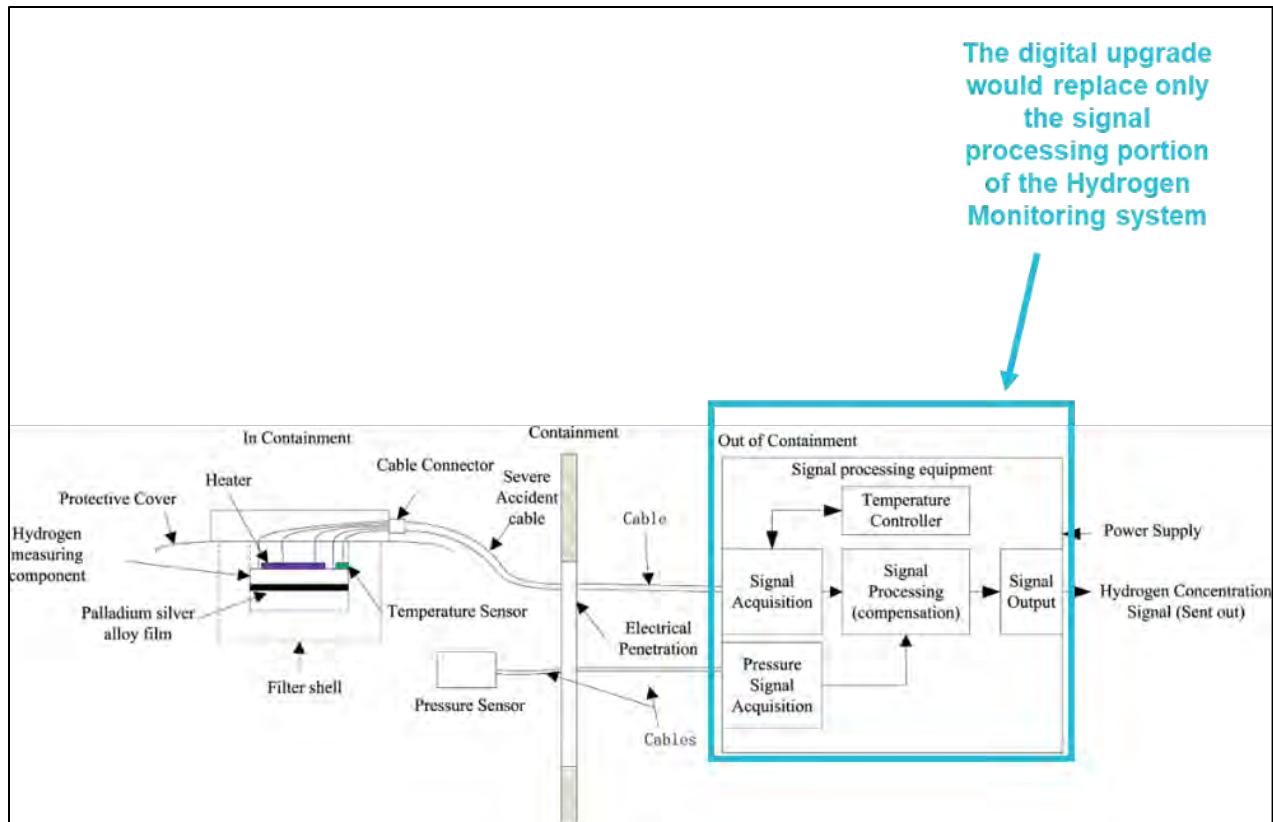 The digital upgrade
would replace only
the signal
processing portion
of the Hydrogen
Monitoring system
In Containment
Containment
Out of Containment
Cable Connector
Signal processing equipment
Heater
Severe
Accident
cable
Protective Cover
Temperature
Controller
Cable
Power Supply
Hydrogen
measuring
component
Signal
Acquisition
Signal
Processing
(compensation)
Signal
Output
Hydrogen Concentration
Signal (Sent out)
Palladium silver
alloy film
Temperature Sensor
Electrical
Penetration
Filter shell
Pressure Sensor
Pressure
Signal
Acquisition
Cables